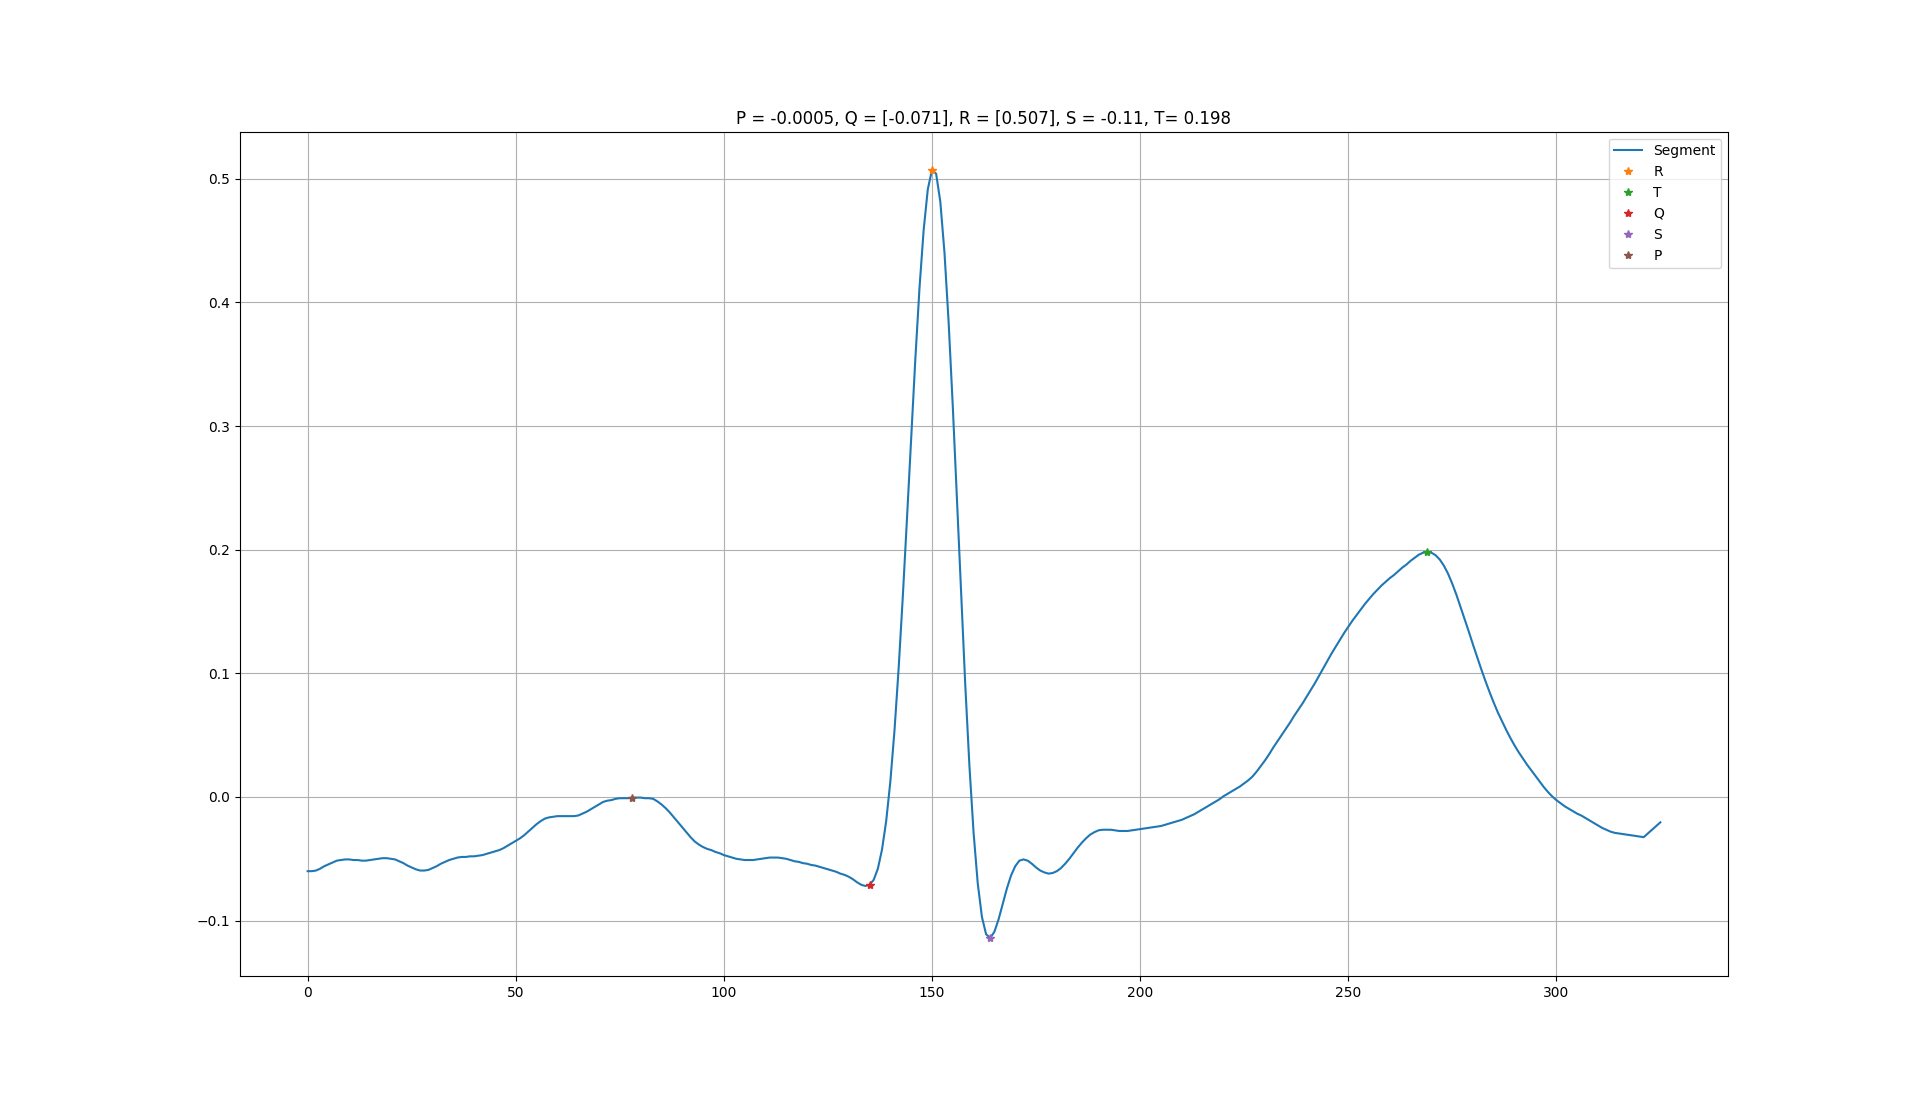 P = -0.0005, Q = [-0.071], R = [0.507], S = -0.11, T= 0.198
Segment
R
T
Q
S
P
0.5
0.4
0.3
0.2
0.1
0.0
−0.1
0 50 100 150 200 250 300